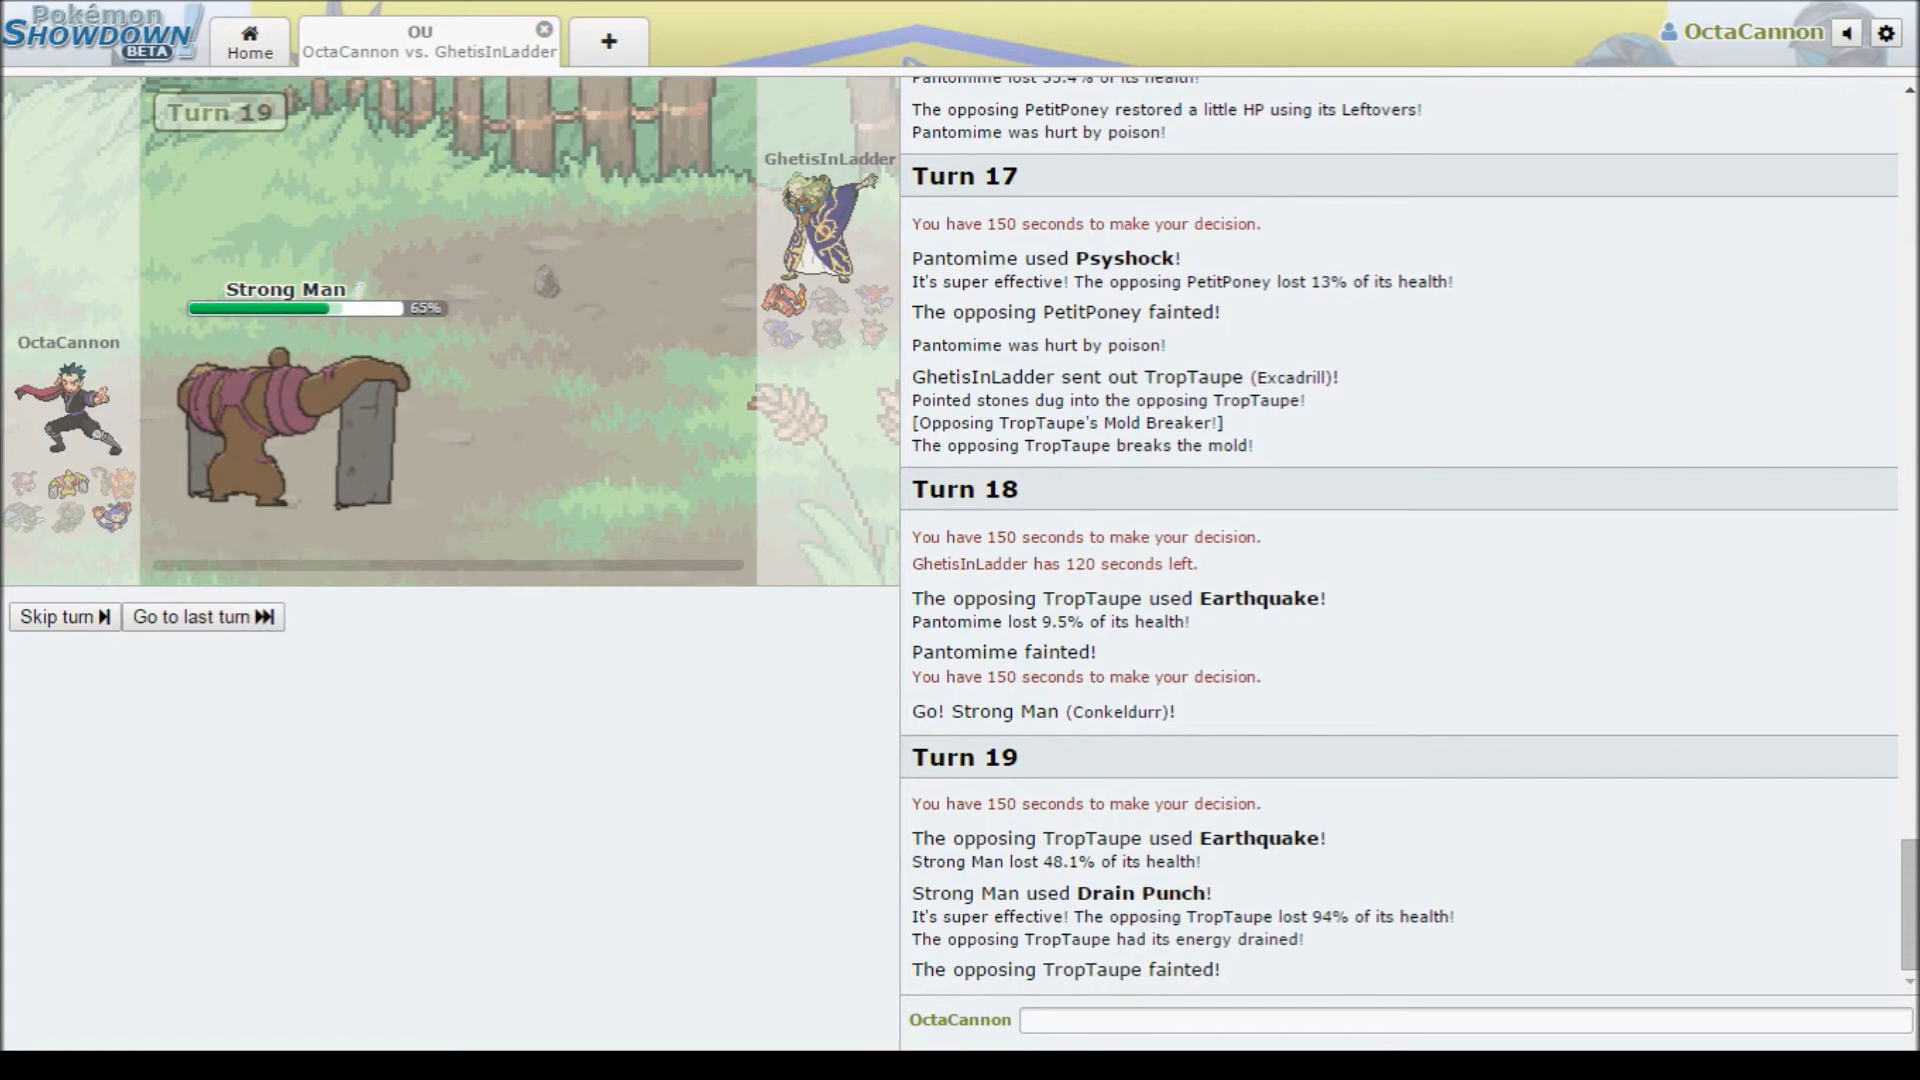 Pokémon
SHOWDOWN!
BETA
Home
OU
OctaCannon vs. GhetisInLadder
+
OctaCannon
Turn 19
GhetisInLadder
Strong Man
65%
OctaCannon
Skip turn
Go to last turn
Pantomime lost 55.4% of its health!
The opposing PetitPoney restored a little HP using its Leftovers!
Pantomime was hurt by poison!
Turn 17
You have 150 seconds to make your decision.
Pantomime used Psyshock!
It's super effective! The opposing PetitPoney lost 13% of its health!
The opposing PetitPoney fainted!
Pantomime was hurt by poison!
GhetisInLadder sent out TropTaupe (Excadrill)!
Pointed stones dug into the opposing TropTaupe!
[Opposing TropTaupe's Mold Breaker!]
The opposing TropTaupe breaks the mold!
Turn 18
You have 150 seconds to make your decision.
GhetisInLadder has 120 seconds left.
The opposing TropTaupe used Earthquake!
Pantomime lost 9.5% of its health!
Pantomime fainted!
You have 150 seconds to make your decision.
Go! Strong Man (Conkeldurr)!
Turn 19
You have 150 seconds to make your decision.
The opposing TropTaupe used Earthquake!
Strong Man lost 48.1% of its health!
Strong Man used Drain Punch!
It's super effective! The opposing TropTaupe lost 94% of its health!
The opposing TropTaupe had its energy drained!
The opposing TropTaupe fainted!
OctaCannon